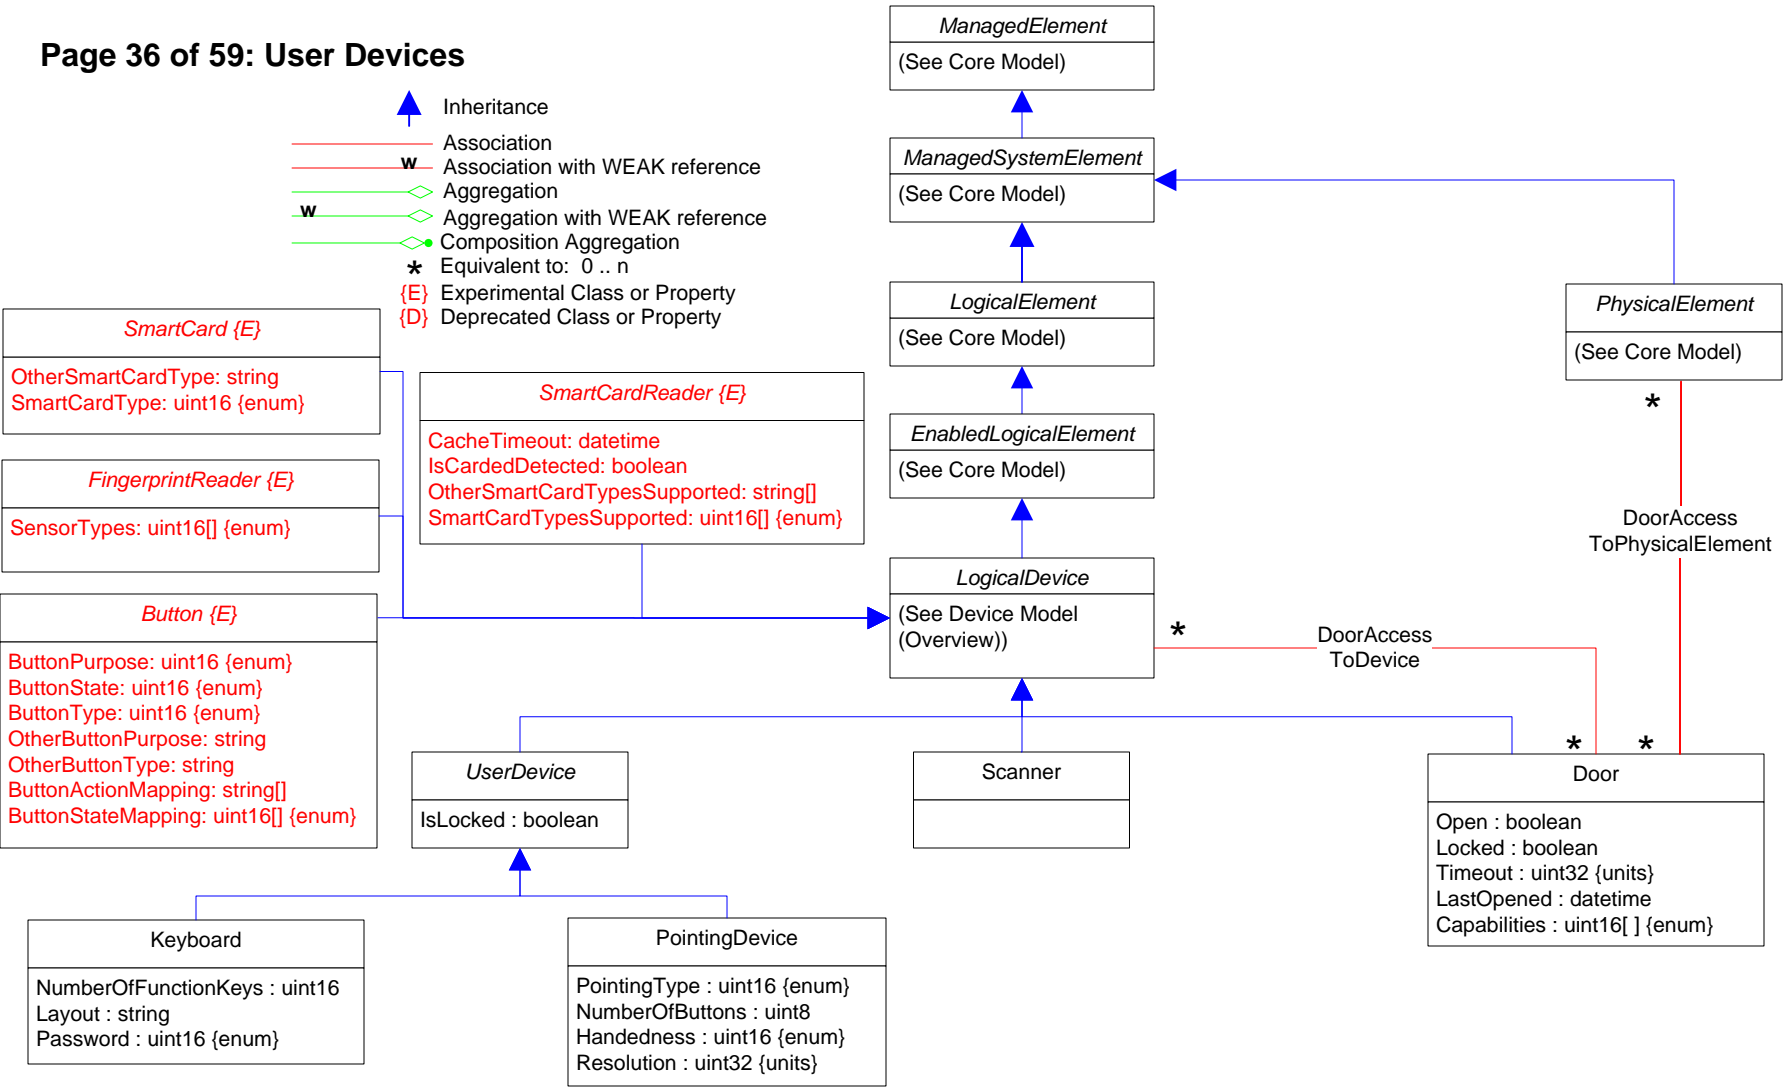 Page 36 of 59: User Devices
Inheritance
Association
w
Association with WEAK reference
Aggregation
w
Aggregation with WEAK reference
Composition Aggregation
* Equivalent to: 0 .. n
{E} Experimental Class or Property
{D} Deprecated Class or Property
ManagedElement
(See Core Model)
ManagedSystemElement
(See Core Model)
LogicalElement
(See Core Model)
PhysicalElement
(See Core Model)
*
SmartCard {E}
OtherSmartCardType: string
SmartCardType: uint16 {enum}
SmartCardReader {E}
CacheTimeout: datetime
IsCardedDetected: boolean
OtherSmartCardTypesSupported: string[]
SmartCardTypesSupported: uint16[] {enum}
EnabledLogicalElement
(See Core Model)
FingerprintReader {E}
SensorTypes: uint16[] {enum}
DoorAccess
ToPhysicalElement
LogicalDevice
(See Device Model
(Overview))
*
DoorAccess
ToDevice
Button {E}
ButtonPurpose: uint16 {enum}
ButtonState: uint16 {enum}
ButtonType: uint16 {enum}
OtherButtonPurpose: string
OtherButtonType: string
ButtonActionMapping: string[]
ButtonStateMapping: uint16[] {enum}
UserDevice
IsLocked : boolean
Scanner
* *
Door
Open : boolean
Locked : boolean
Timeout : uint32 {units}
LastOpened : datetime
Capabilities : uint16[ ] {enum}
Keyboard
NumberOfFunctionKeys : uint16
Layout : string
Password : uint16 {enum}
PointingDevice
PointingType : uint16 {enum}
NumberOfButtons : uint8
Handedness : uint16 {enum}
Resolution : uint32 {units}